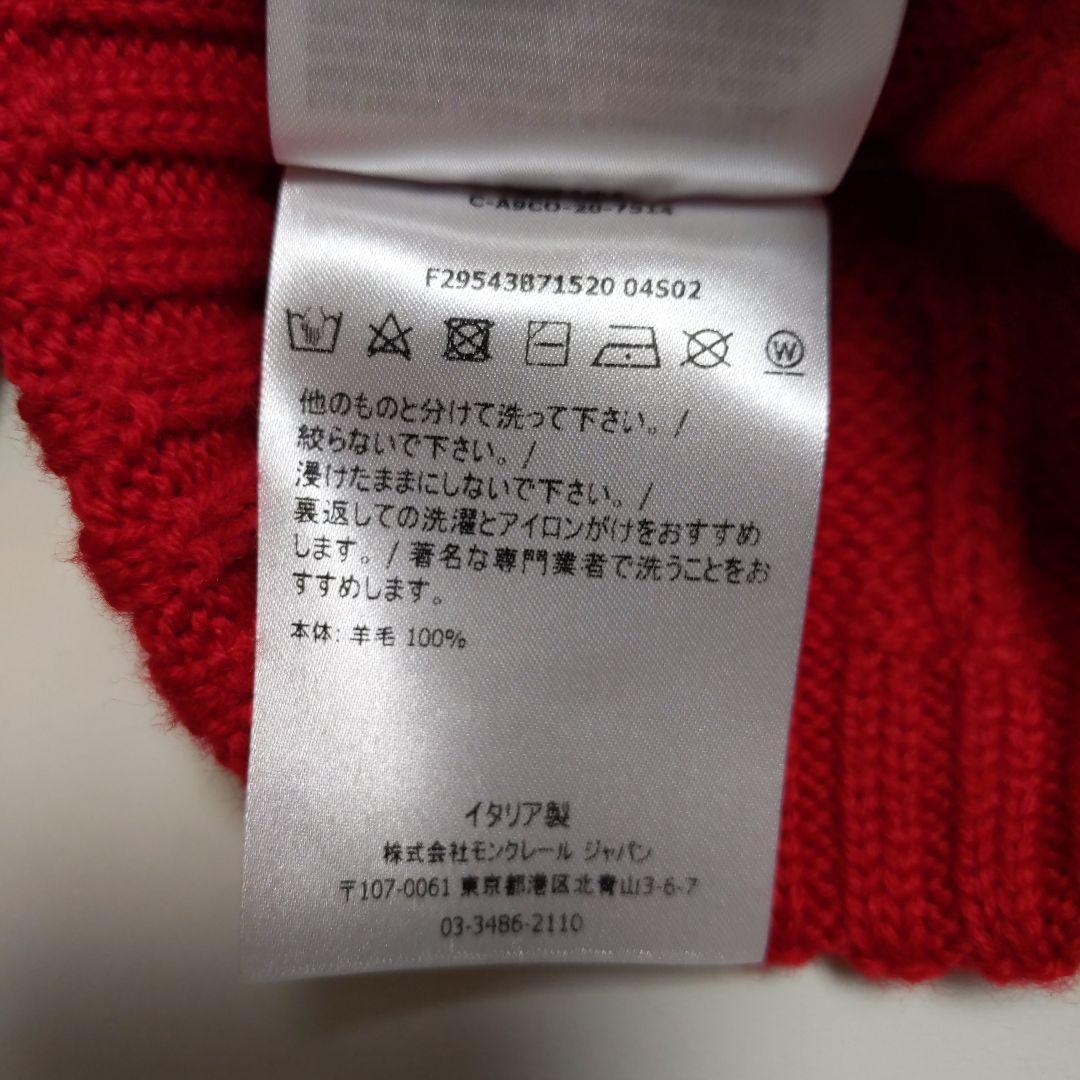 C-A9CO-20-7514
F29543B71520 04S02
W
他のものと分けて洗って下さい。/
絞らないで下さい。/
浸けたままにしないで下さい。/
裏返しての洗濯とアイロンがけをおすすめ
します。/ 著名な専門業者で洗うことをお
すすめします。
本体: 羊毛 100%
イタリア製
株式会社モンクレール ジャパン
〒107-0061 東京都港区北青山3-6-7
03-3486-2110